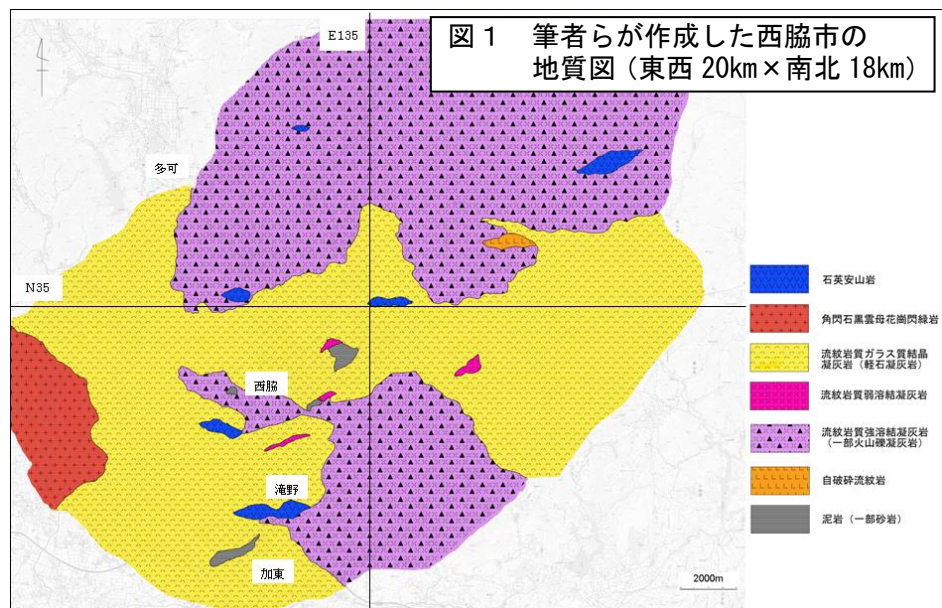 図1 筆者らが作成した西脇市の
地質図（東西 20km×南北 18km）
E135
多可
N35
西脇
滝野
加東
石英安山岩
角閃石黒雲母花崗閃緑岩
流紋岩質ガラス質結晶
凝灰岩（軽石凝灰岩）
流紋岩質弱溶結凝灰岩
流紋岩質強溶結凝灰岩
（一部火山礫凝灰岩）
自破砕流紋岩
泥岩（一部砂岩）
2000m